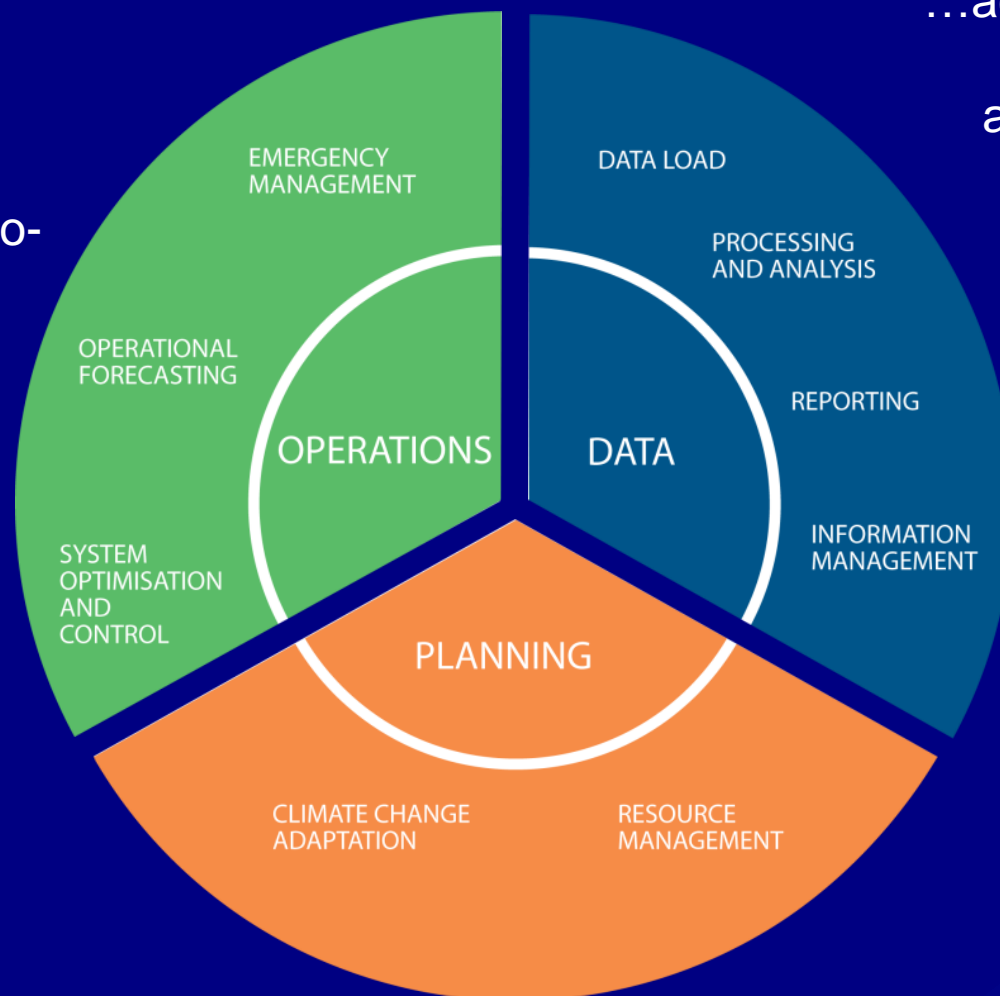 …a
a
o-
EMERGENCY
MANAGEMENT
OPERATIONAL
FORECASTING
OPERATIONS
SYSTEM
OPTIMISATION
AND
CONTROL
DATA LOAD
PROCESSING
AND ANALYSIS
REPORTING
DATA
INFORMATION
MANAGEMENT
PLANNING
CLIMATE CHANGE
ADAPTATION
RESOURCE
MANAGEMENT